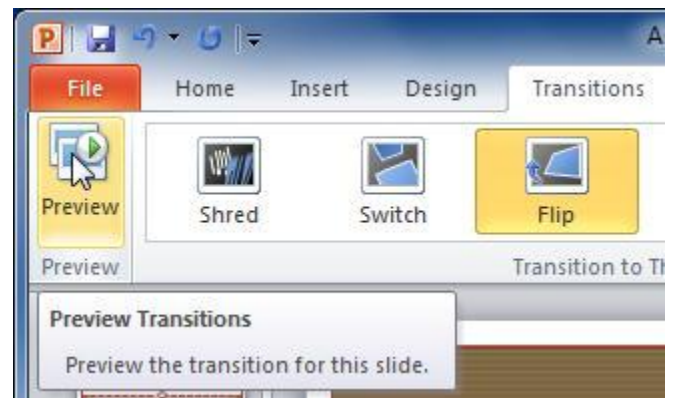 P
A
File Home Insert Design Transitions
Preview Shred Switch Flip
Preview Transition to Th
Preview Transitions
Preview the transition for this slide.